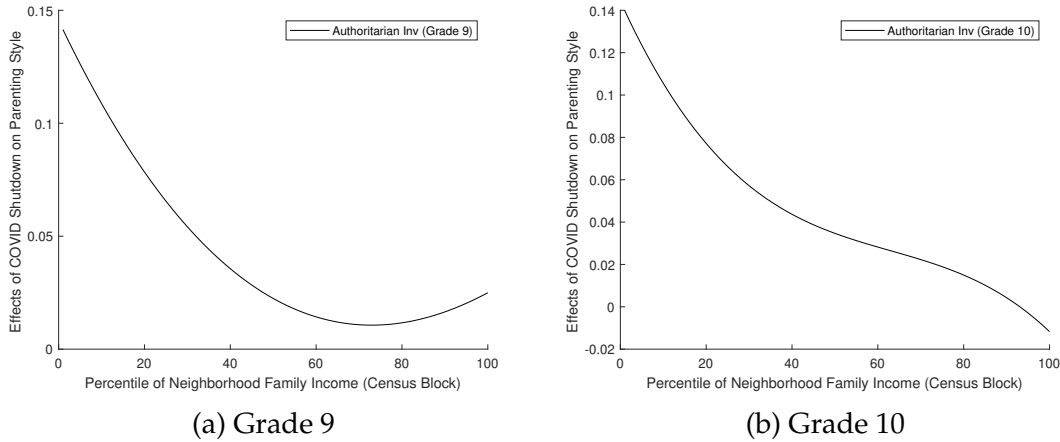 0.15
0.1
0.05
0
Effects of COVID Shutdown on Parenting Style
Authoritarian Inv (Grade 9)
0 20 40 60 80 100
Percentile of Neighborhood Family Income (Census Block)
(a) Grade 9
0.14
0.12
0.1
0.08
0.06
0.04
0.02
0
-0.02
Effects of COVID Shutdown on Parenting Style
Authoritarian Inv (Grade 10)
0 20 40 60 80 100
Percentile of Neighborhood Family Income (Census Block)
(b) Grade 10